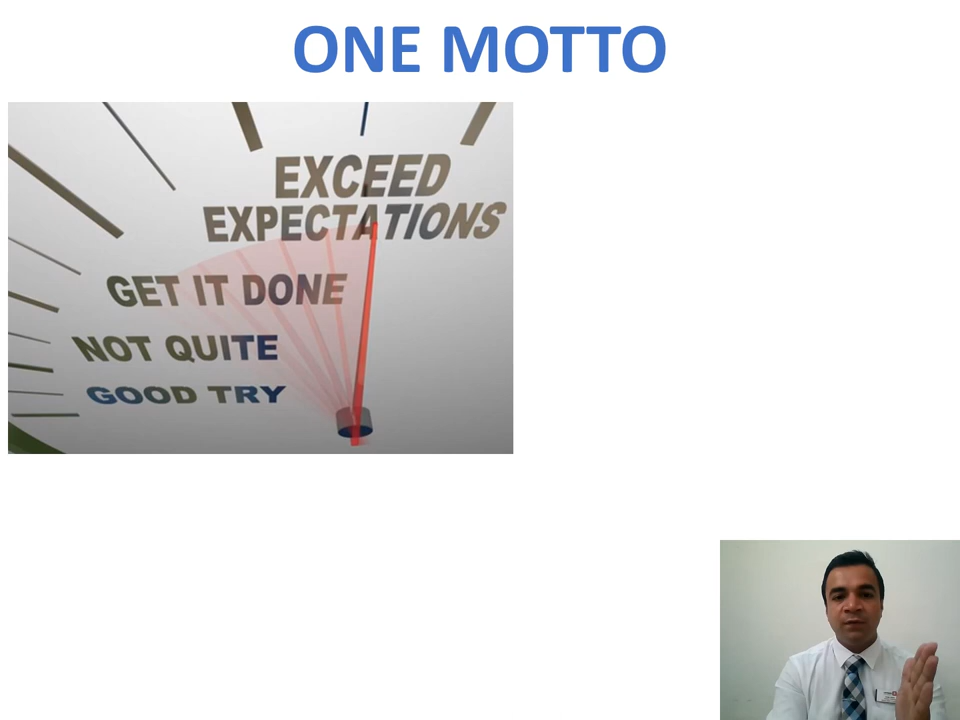 ONE MOTTO
EXCEED
EXPECTATIONS
GET IT DONE
NOT QUITE
GOOD TRY